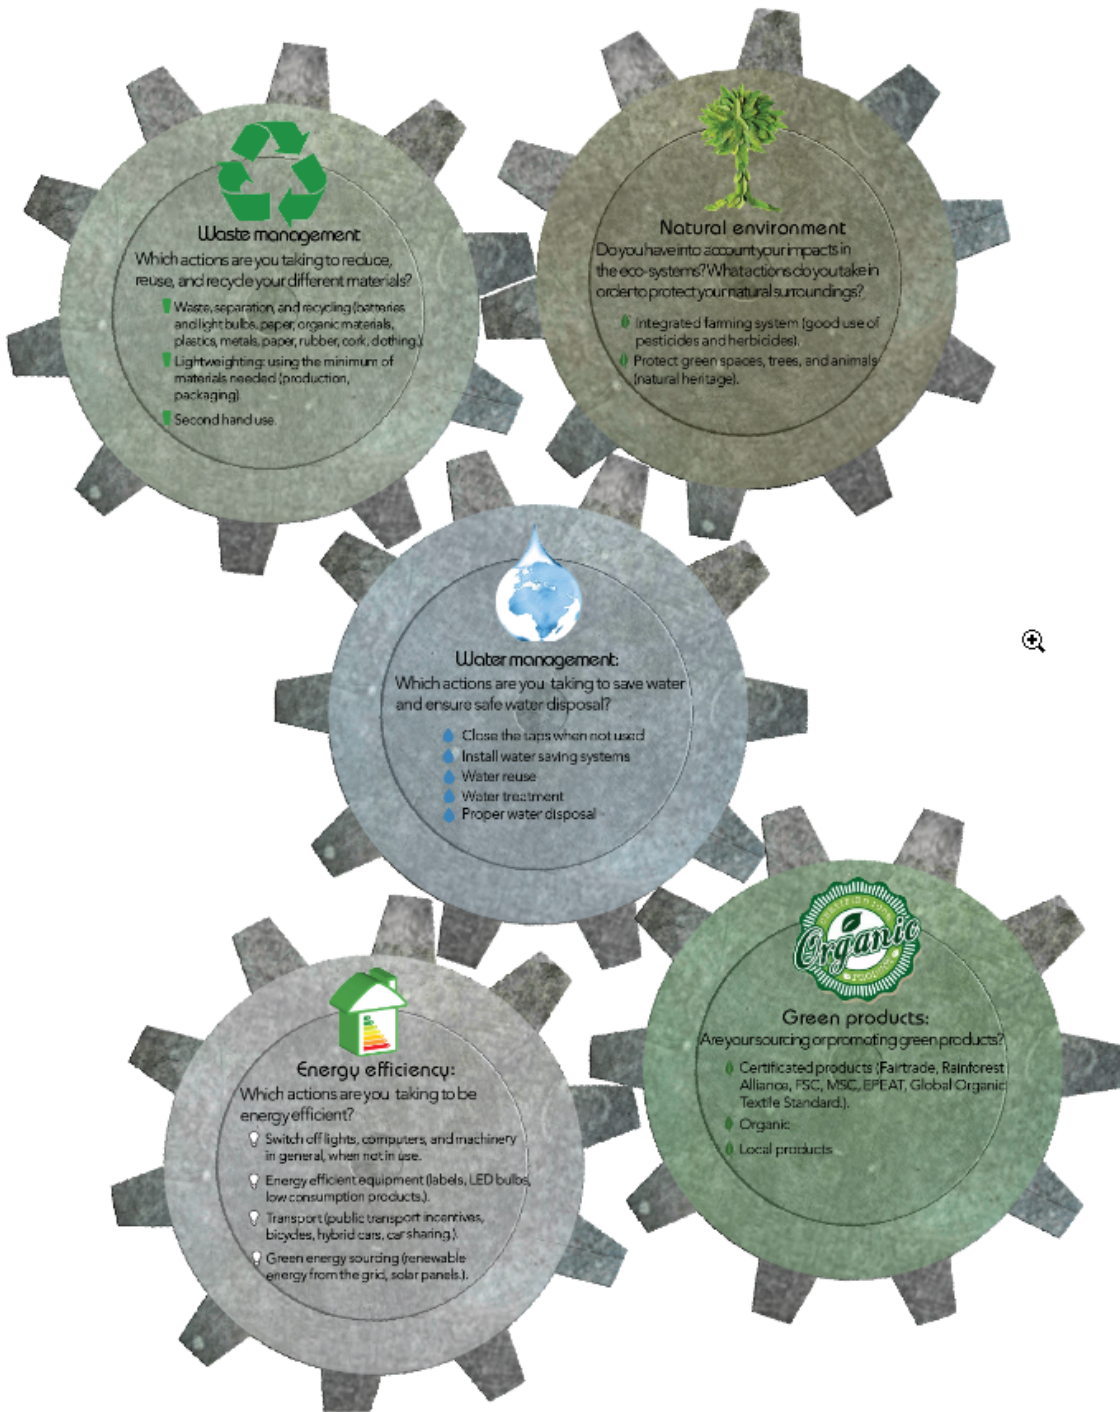 Waste management
Which actions are you taking to reduce,
reuse, and recycle your different materials?
Waste, separation, and recycling (batteries
and light bulbs, paper, organic materials,
plastics, metals, paper, rubber, cork, clothing.).
Lightweighting: using the minimum of
materials needed (production,
packaging)
Second hand use.
Natural environment
Do you have into account your impacts in
the eco-systems? What actions do you take in
order to protect your natural surroundings?
Integrated farming system (good use of
pesticides and herbicides).
Protect green spaces, trees, and animals
(natural heritage).
Water management:
Which actions are you taking to save water
and ensure safe water disposal?
Close the taps when not used
Install water saving systems
Water reuse
Water treatment
Proper water disposal
Energy efficiency:
Which actions are you taking to be
energy efficient?
Switch off lights, computers, and machinery
in general, when not in use.
Energy efficient equipment (labels, LED bulbs,
low consumption products.).
Transport (public transport incentives,
bicycles, hybrid cars, car sharing.).
Green energy sourcing (renewable
energy from the grid, solar panels.).
Organic
Green products:
Are your sourcing or promoting green products?
Certificated products (Fairtrade, Rainforest
Alliance, FSC, MSC, EPEAT, Global Organic
Textile Standard.).
Organic
Local products